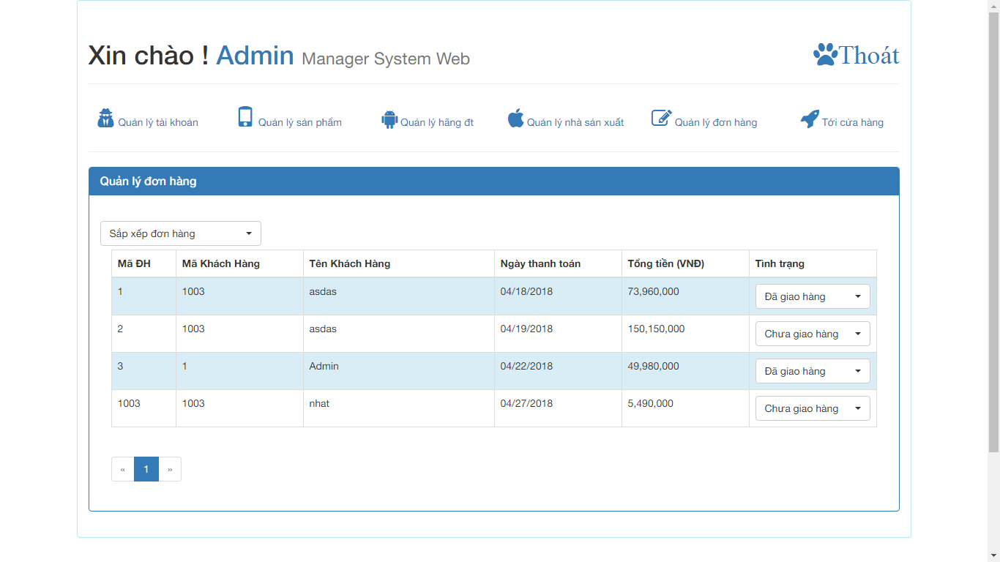 Xin chào ! Admin Manager System Web
Thoát
Quản lý tài khoản
Quản lý sản phẩm
Quản lý hãng đt
Quản lý nhà sản xuất
Quản lý đơn hàng
Tới cửa hàng
Quản lý đơn hàng
Sắp xếp đơn hàng
Mã ĐH Mã Khách Hàng Tên Khách Hàng Ngày thanh toán Tổng tiền (VNĐ) Tình trạng
1 1003 asdas 04/18/2018 73,960,000 Đã giao hàng
2 1003 asdas 04/19/2018 150,150,000 Chưa giao hàng
3 1 Admin 04/22/2018 49,980,000 Đã giao hàng
1003 1003 nhat 04/27/2018 5,490,000 Chưa giao hàng
« 1 »